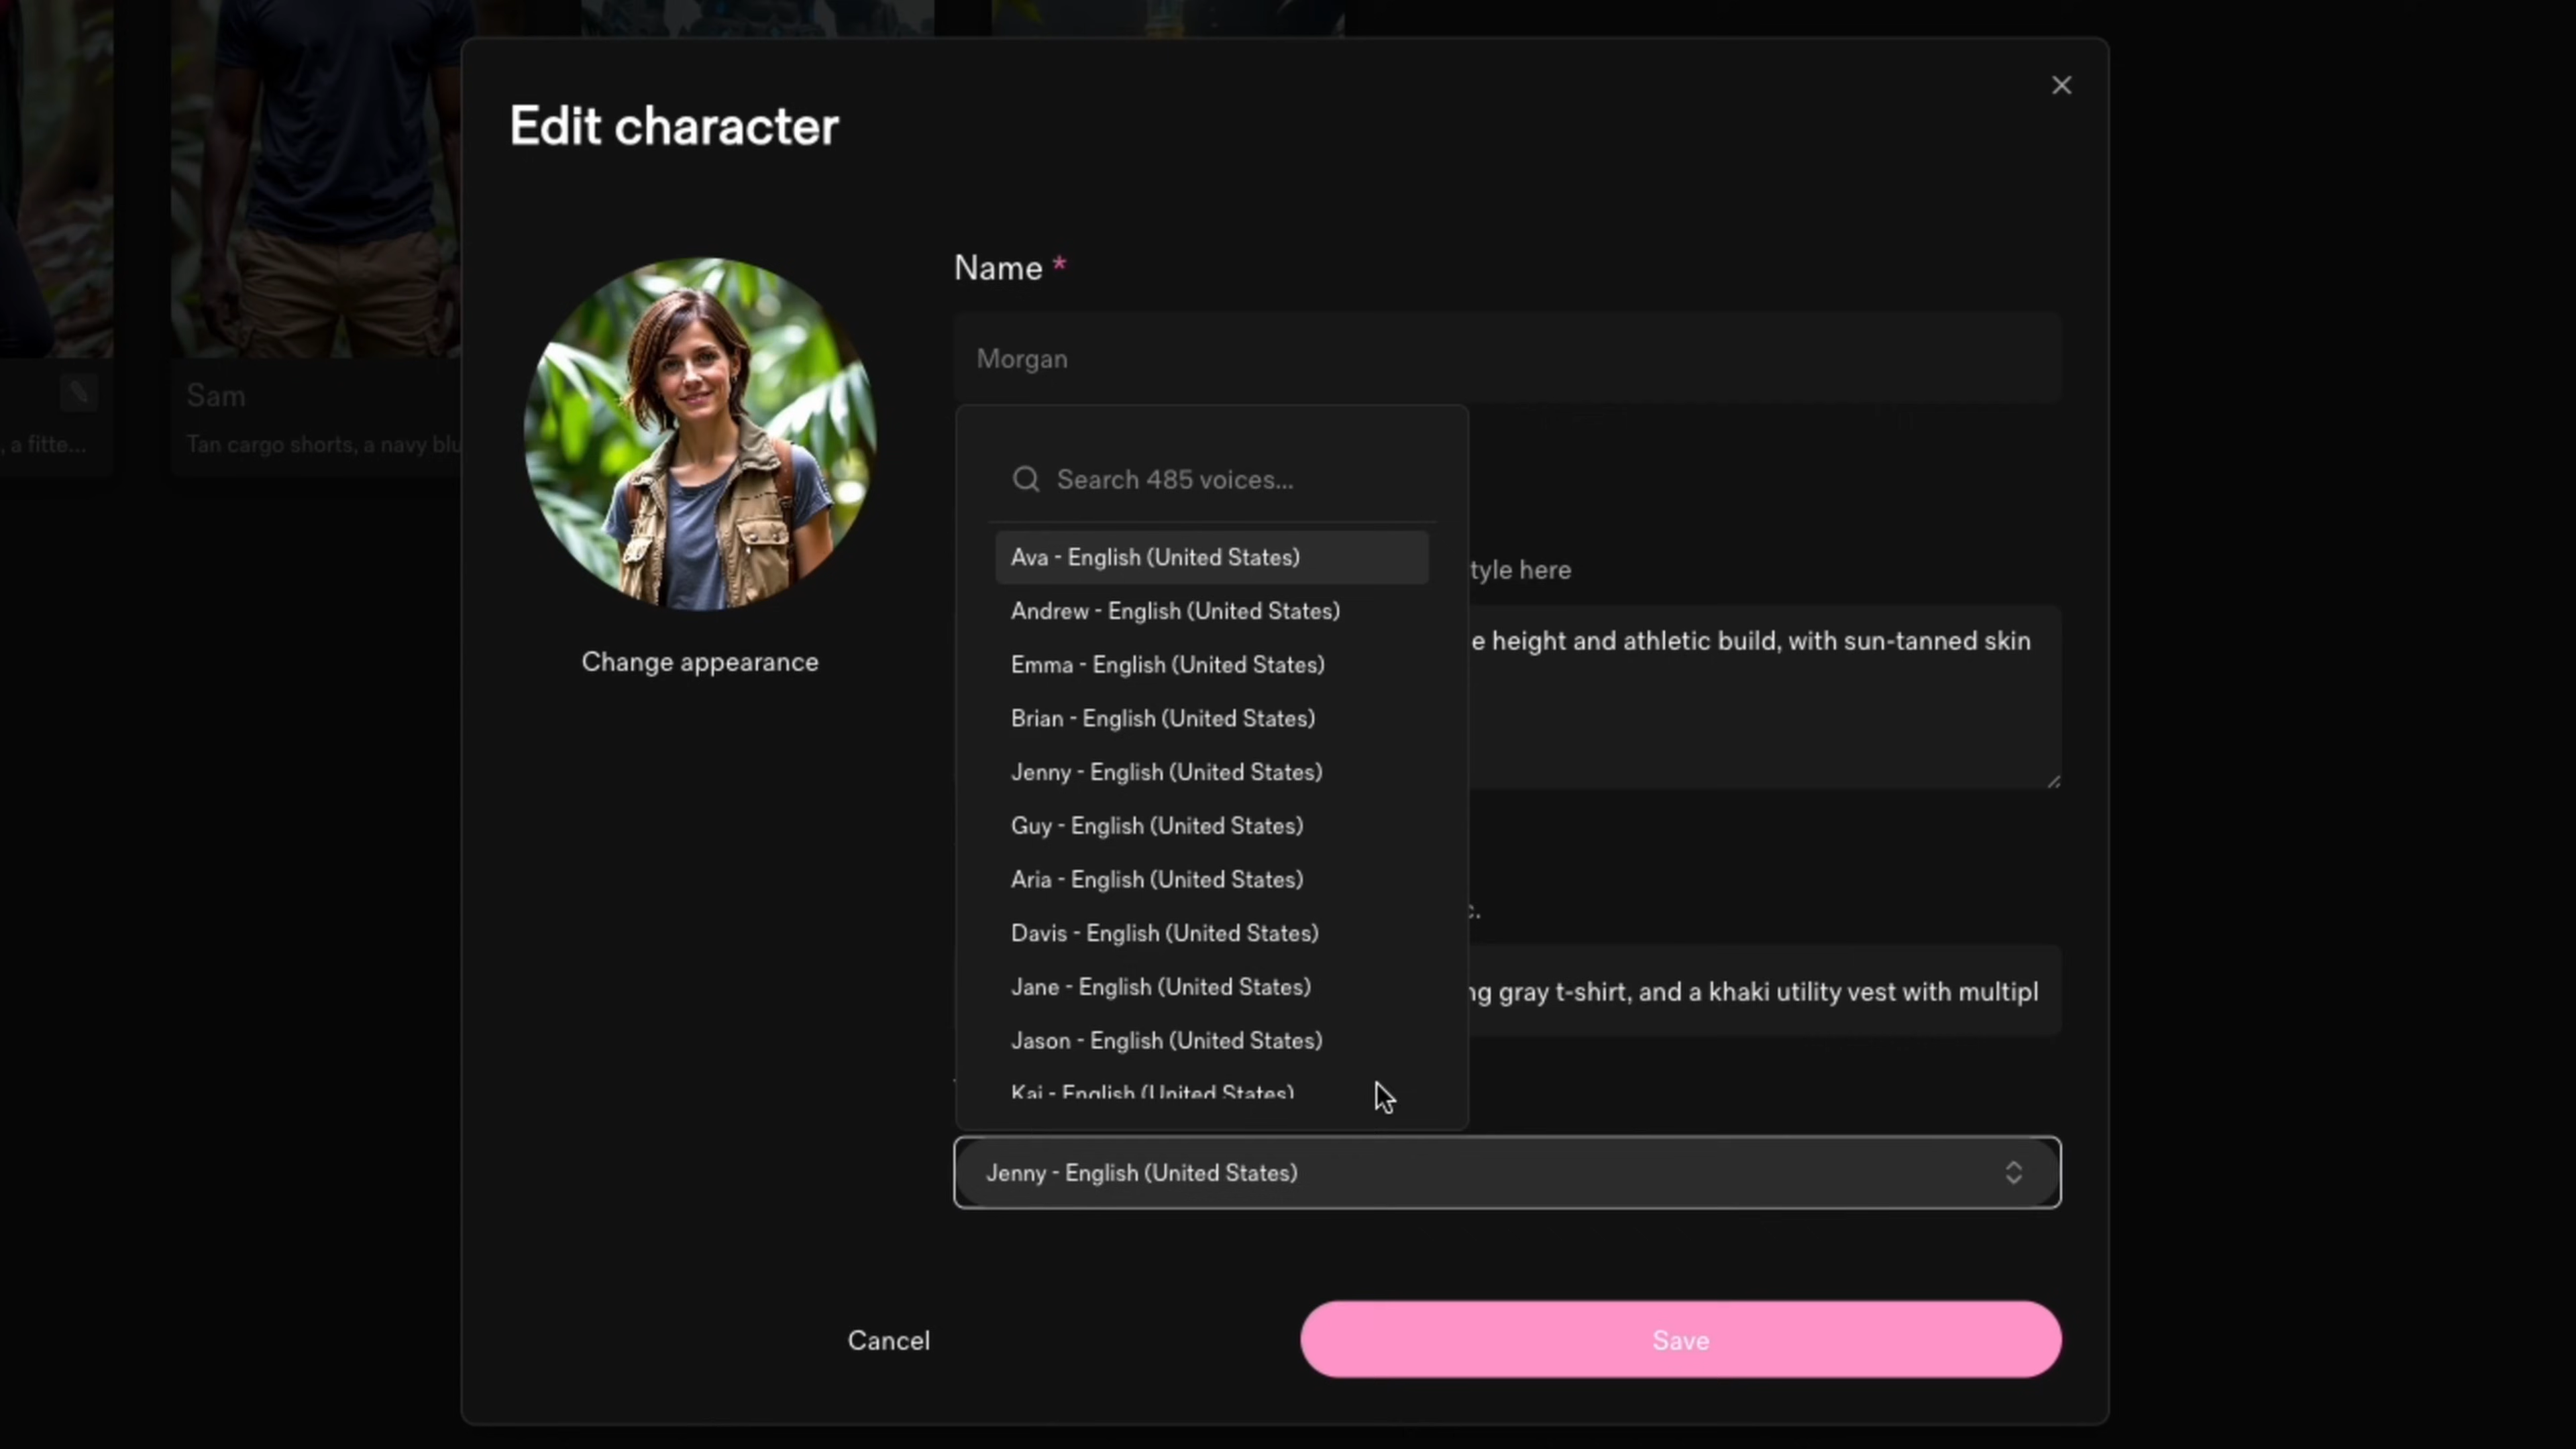 Edit character
Name *
Morgan
Search 485 voices...
Ava - English (United States)
Andrew - English (United States)
Emma - English (United States)
Brian - English (United States)
Jenny - English (United States)
Guy - English (United States)
Aria - English (United States)
Davis - English (United States)
Jane - English (United States)
Jason - English (United States)
Kai - English (United States)
tyle here
e height and athletic build, with sun-tanned skin
c.
ng gray t-shirt, and a khaki utility vest with multipl
Jenny - English (United States)
Change appearance
Cancel
Save
Sam
, a fitte...
Tan cargo shorts, a navy blu